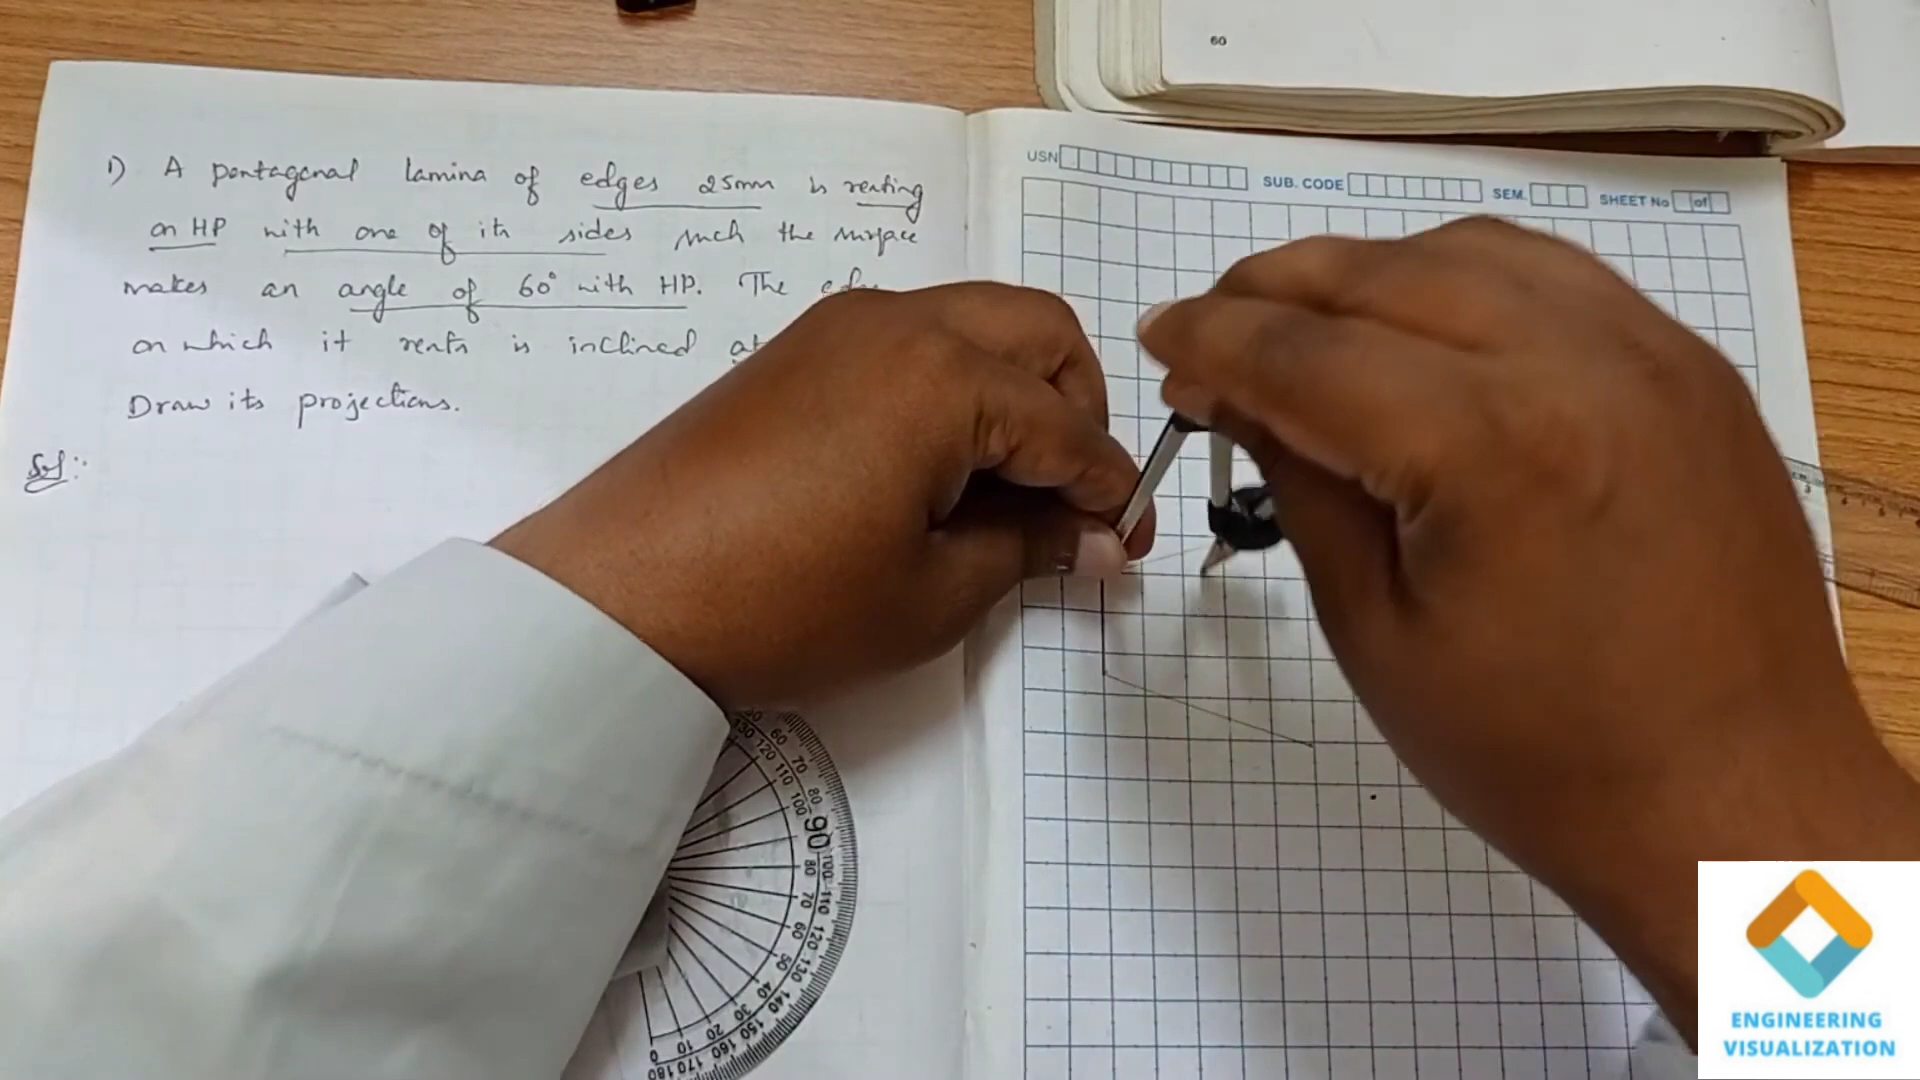 1) A pentagonal lamina of edges 25mm is resting
on HP with one of its sides such the surface
makes an angle of 60° with HP. The
on which it rests is inclined at
Draw its projections.
Sol:-
60
USN SUB. CODE SEM. SHEET No of
ENGINEERING
VISUALIZATION